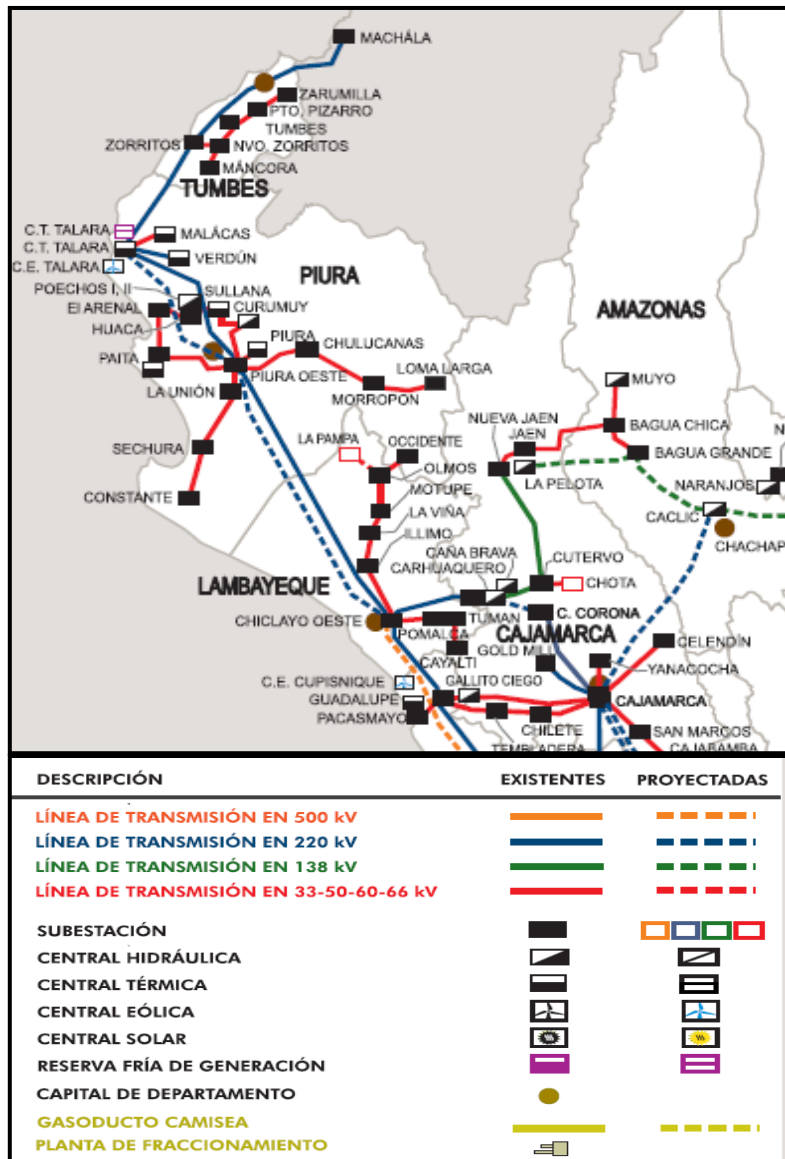 MACHÁLA
ZARUMILLA
PTO. PIZARRO
TUMBES
ZORRITOS
NVO. ZORRITOS
MÁNCORA
TUMBES
C.T. TALARA
MALÁCAS
C.T. TALARA
VERDÚN
C.E. TALARA
PIURA
POECHOS I, II
SULLANA
El ARENAL
CURUMUY
AMAZONAS
HUACA
PIURA
CHULUCANAS
PAITA
PIURA OESTE
LOMA LARGA
MUYO
LA UNIÓN
MORROPON
NUEVA JAEN
BAGUA CHICA
JAEN
LA PAMPA
OCCIDENTE
SECHURA
BAGUA GRANDE
OLMOS
LA PELOTA
NARANJOS
MOTUPE
CONSTANTE
CACLIC
LA VIÑA
CHACHAP
ILLIMO
CAÑA BRAVA
CUTERVO
CARHUAQUERO
LAMBAYEQUE
CHOTA
CHICLAYO OESTE
TUMAN
C. CORONA
POMALCA
CAJAMARCA
CELENDÍN
GOLD MILL
CAYALTI
YANACOCHA
C.E. CUPISNIQUE
GALLITO CIEGO
GUADALUPE
CAJAMARCA
PACASMAYO
CHILETE
SAN MARCOS
TEMBLADERA
CAJABAMBA
DESCRIPCIÓN EXISTENTES PROYECTADAS
LÍNEA DE TRANSMISIÓN EN 500 kV
LÍNEA DE TRANSMISIÓN EN 220 kV
LÍNEA DE TRANSMISIÓN EN 138 kV
LÍNEA DE TRANSMISIÓN EN 33-50-60-66 kV
SUBESTACIÓN
CENTRAL HIDRÁULICA
CENTRAL TÉRMICA
CENTRAL EÓLICA
CENTRAL SOLAR
RESERVA FRÍA DE GENERACIÓN
CAPITAL DE DEPARTAMENTO
GASODUCTO CAMISEA
PLANTA DE FRACCIONAMIENTO